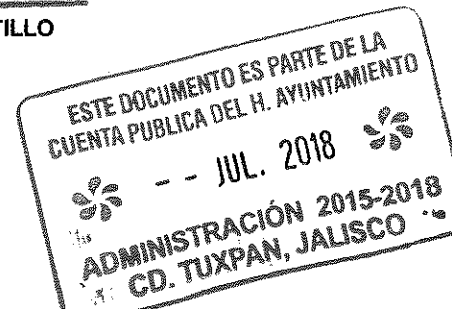 TILLO
ESTE DOCUMENTO ES PARTE DE LA
CUENTA PUBLICA DEL H. AYUNTAMIENTO
- - JUL. 2018
ADMINISTRACIÓN 2015-2018
CD. TUXPAN, JALISCO